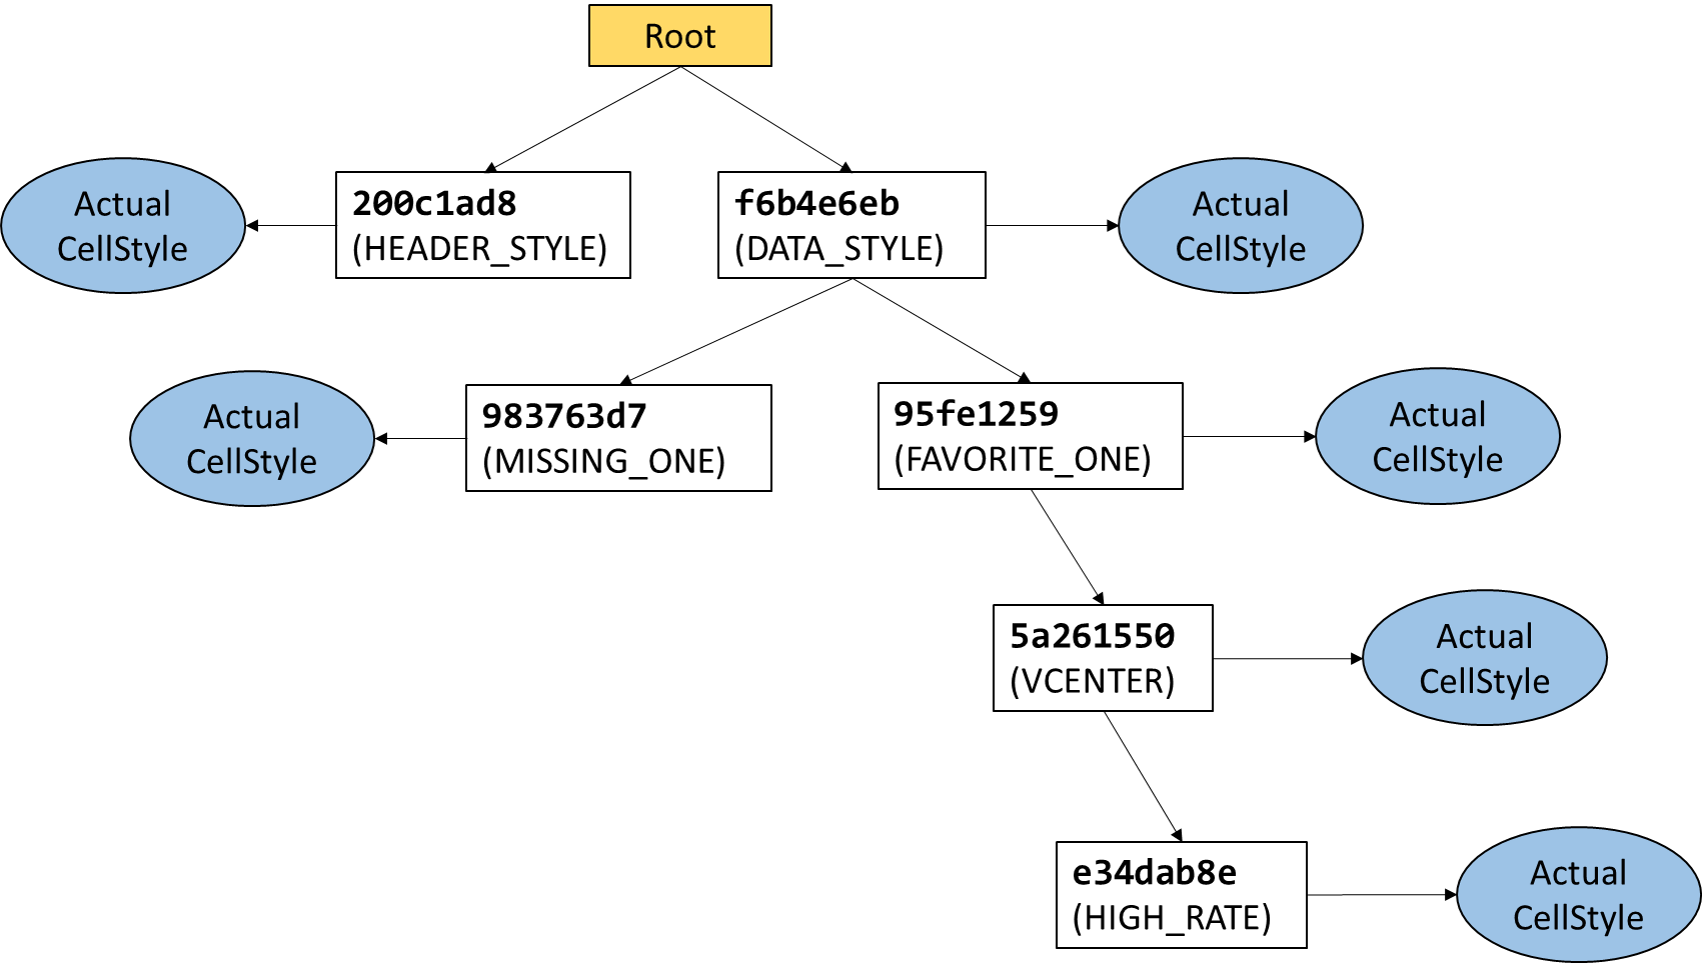 Root
Actual
CellStyle
200c1ad8
(HEADER_STYLE)
f6b4e6eb
(DATA_STYLE)
Actual
CellStyle
Actual
CellStyle
983763d7
(MISSING_ONE)
95fe1259
(FAVORITE_ONE)
Actual
CellStyle
5a261550
(VCENTER)
Actual
CellStyle
e34dab8e
(HIGH_RATE)
Actual
CellStyle